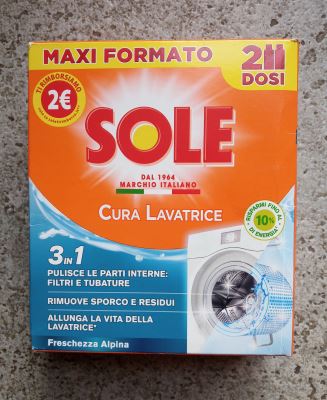 MAXI FORMATO
2
DOSI
TI RIMBORSIAMO
2€
SOLE
DAL 1964
MARCHIO ITALIANO
CURA LAVATRICE
RISPARMI FINO AL
10%
DI ENERGIA
3 IN 1
PULISCE LE PARTI INTERNE:
FILTRI E TUBATURE
RIMUOVE SPORCO E RESIDUI
ALLUNGA LA VITA DELLA
LAVATRICE*
Freschezza Alpina